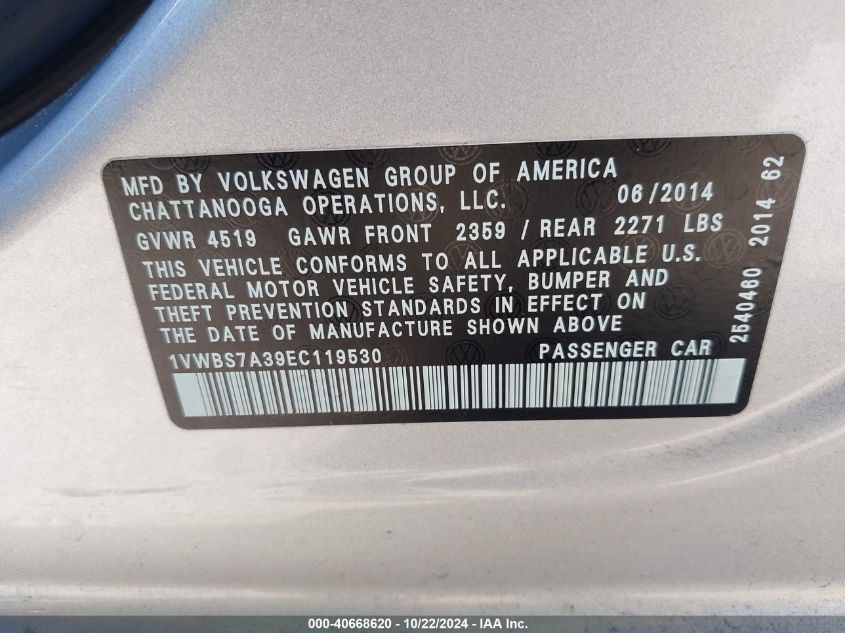 MFD BY VOLKSWAGEN GROUP OF AMERICA
CHATTANOOGA OPERATIONS, LLC. 06/2014
GVWR 4519 GAWR FRONT 2359 / REAR 2271 LBS
THIS VEHICLE CONFORMS TO ALL APPLICABLE U.S.
FEDERAL MOTOR VEHICLE SAFETY, BUMPER AND
THEFT PREVENTION STANDARDS IN EFFECT ON
THE DATE OF MANUFACTURE SHOWN ABOVE
1VWBS7A39EC119530 PASSENGER CAR
2540460 2014 62
000-40668620 - 10/22/2024 - IAA Inc.